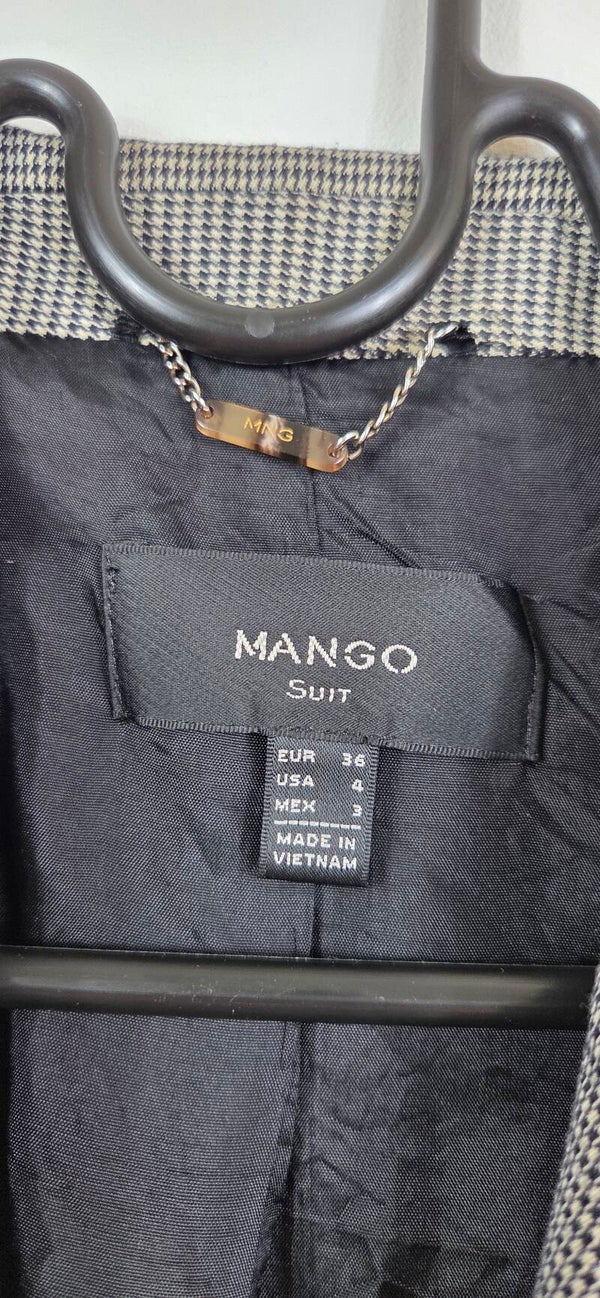 MNG
MANGO
SUIT
EUR 36
USA 4
MEX 3
MADE IN
VIETNAM